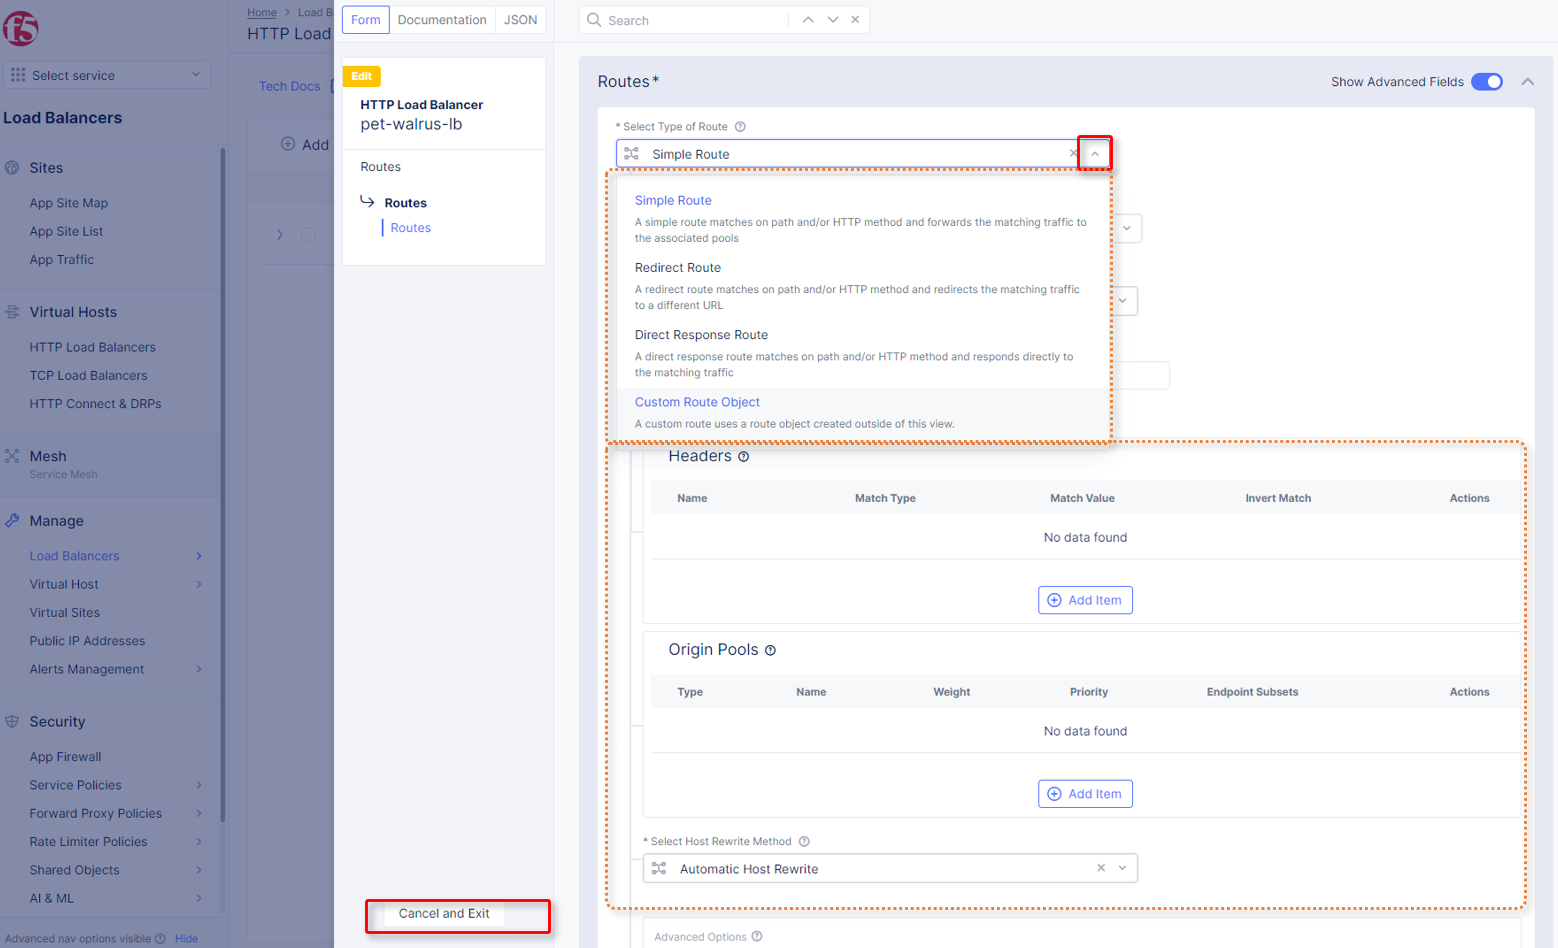 f5
Select service
Load Balancers
Sites
App Site Map
App Site List
App Traffic
Virtual Hosts
HTTP Load Balancers
TCP Load Balancers
HTTP Connect & DRPs
Mesh
Service Mesh
Manage
Load Balancers
Virtual Host
Virtual Sites
Public IP Addresses
Alerts Management
Security
App Firewall
Service Policies
Forward Proxy Policies
Rate Limiter Policies
Shared Objects
AI & ML
Advanced nav options visible Hide
Home > Load B
HTTP Load
Tech Docs
Add
Form Documentation JSON
Edit
HTTP Load Balancer
pet-walrus-lb
Routes
Routes
Routes
Cancel and Exit
Search
Routes*
Show Advanced Fields
* Select Type of Route
Simple Route
Simple Route
A simple route matches on path and/or HTTP method and forwards the matching traffic to
the associated pools
Redirect Route
A redirect route matches on path and/or HTTP method and redirects the matching traffic
to a different URL
Direct Response Route
A direct response route matches on path and/or HTTP method and responds directly to
the matching traffic
Custom Route Object
A custom route uses a route object created outside of this view.
Headers
Name Match Type Match Value Invert Match Actions
No data found
Add Item
Origin Pools
Type Name Weight Priority Endpoint Subsets Actions
No data found
Add Item
* Select Host Rewrite Method
Automatic Host Rewrite
Advanced Options